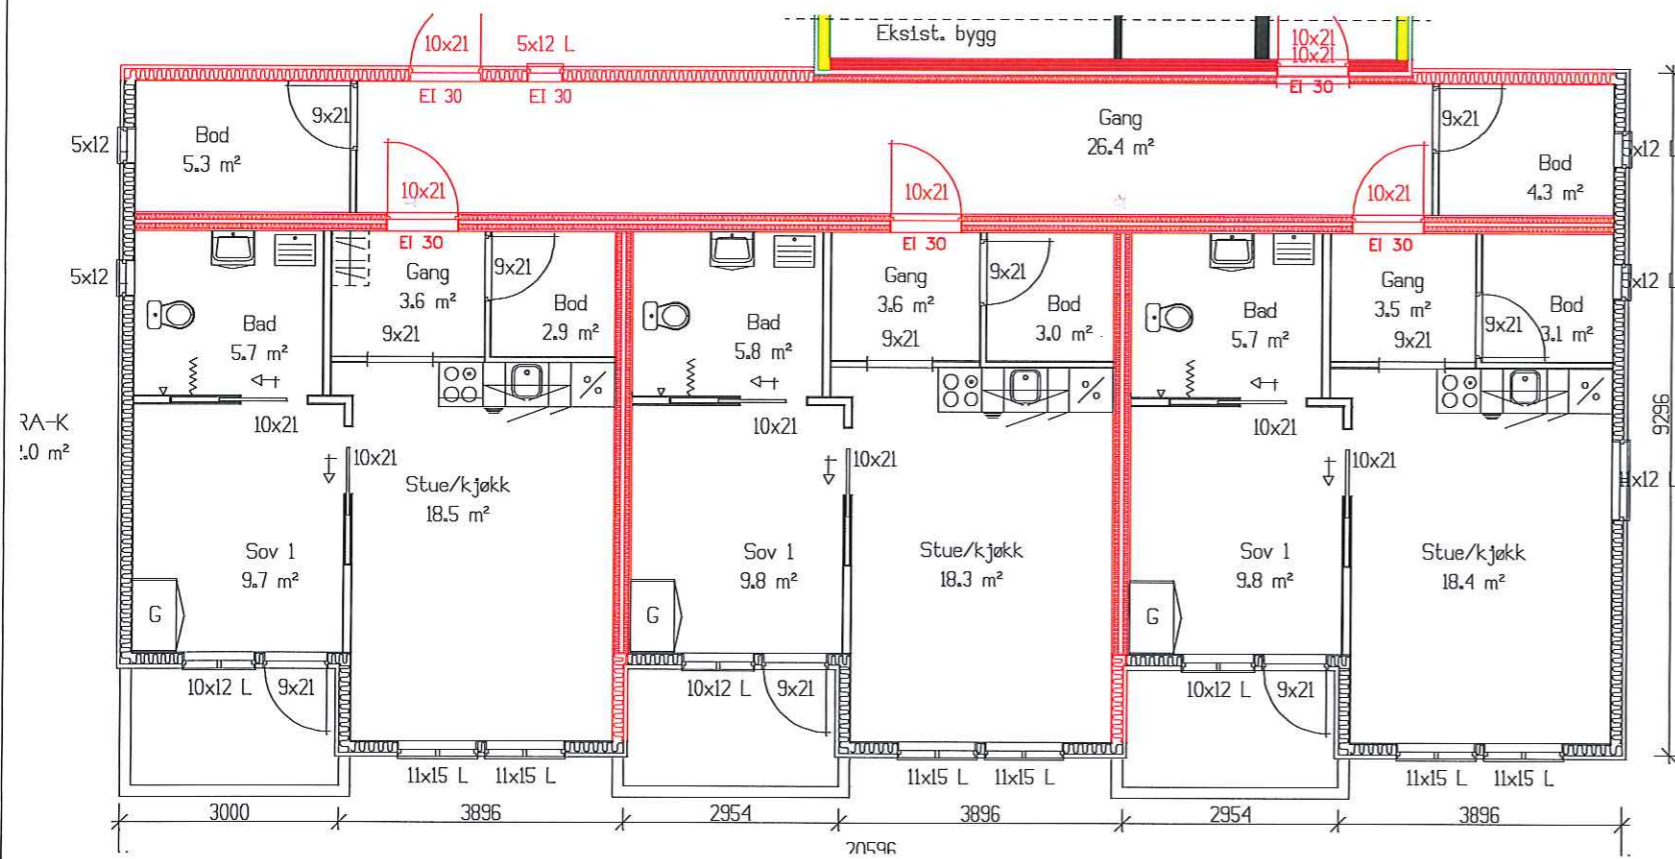 Eksist. bygg
10x21
5x12 L
10x21
10x21
EI 30
EI 30
EI 30
9x21
Bod
5.3 m²
5x12
Gang
26.4 m²
9x21
Bod
4.3 m²
x12 L
10x21
10x21
10x21
EI 30
EI 30
EI 30
5x12
Bad
5.7 m²
Gang
3.6 m²
9x21
9x21
Bod
2.9 m²
Bad
5.8 m²
Gang
3.6 m²
9x21
9x21
Bod
3.0 m²
Bad
5.7 m²
Gang
3.5 m²
9x21
9x21
Bod
3.1 m²
x12 L
RA-K
.0 m²
10x21
10x21
10x21
10x21
10x21
10x21
9296
x12 L
Stue/kjøkk
18.5 m²
Sov 1
9.7 m²
G
Sov 1
9.8 m²
G
Stue/kjøkk
18.3 m²
Sov 1
9.8 m²
G
Stue/kjøkk
18.4 m²
10x12 L
9x21
10x12 L
9x21
10x12 L
9x21
11x15 L
11x15 L
11x15 L
11x15 L
11x15 L
11x15 L
3000
3896
2954
3896
2954
3896
20596